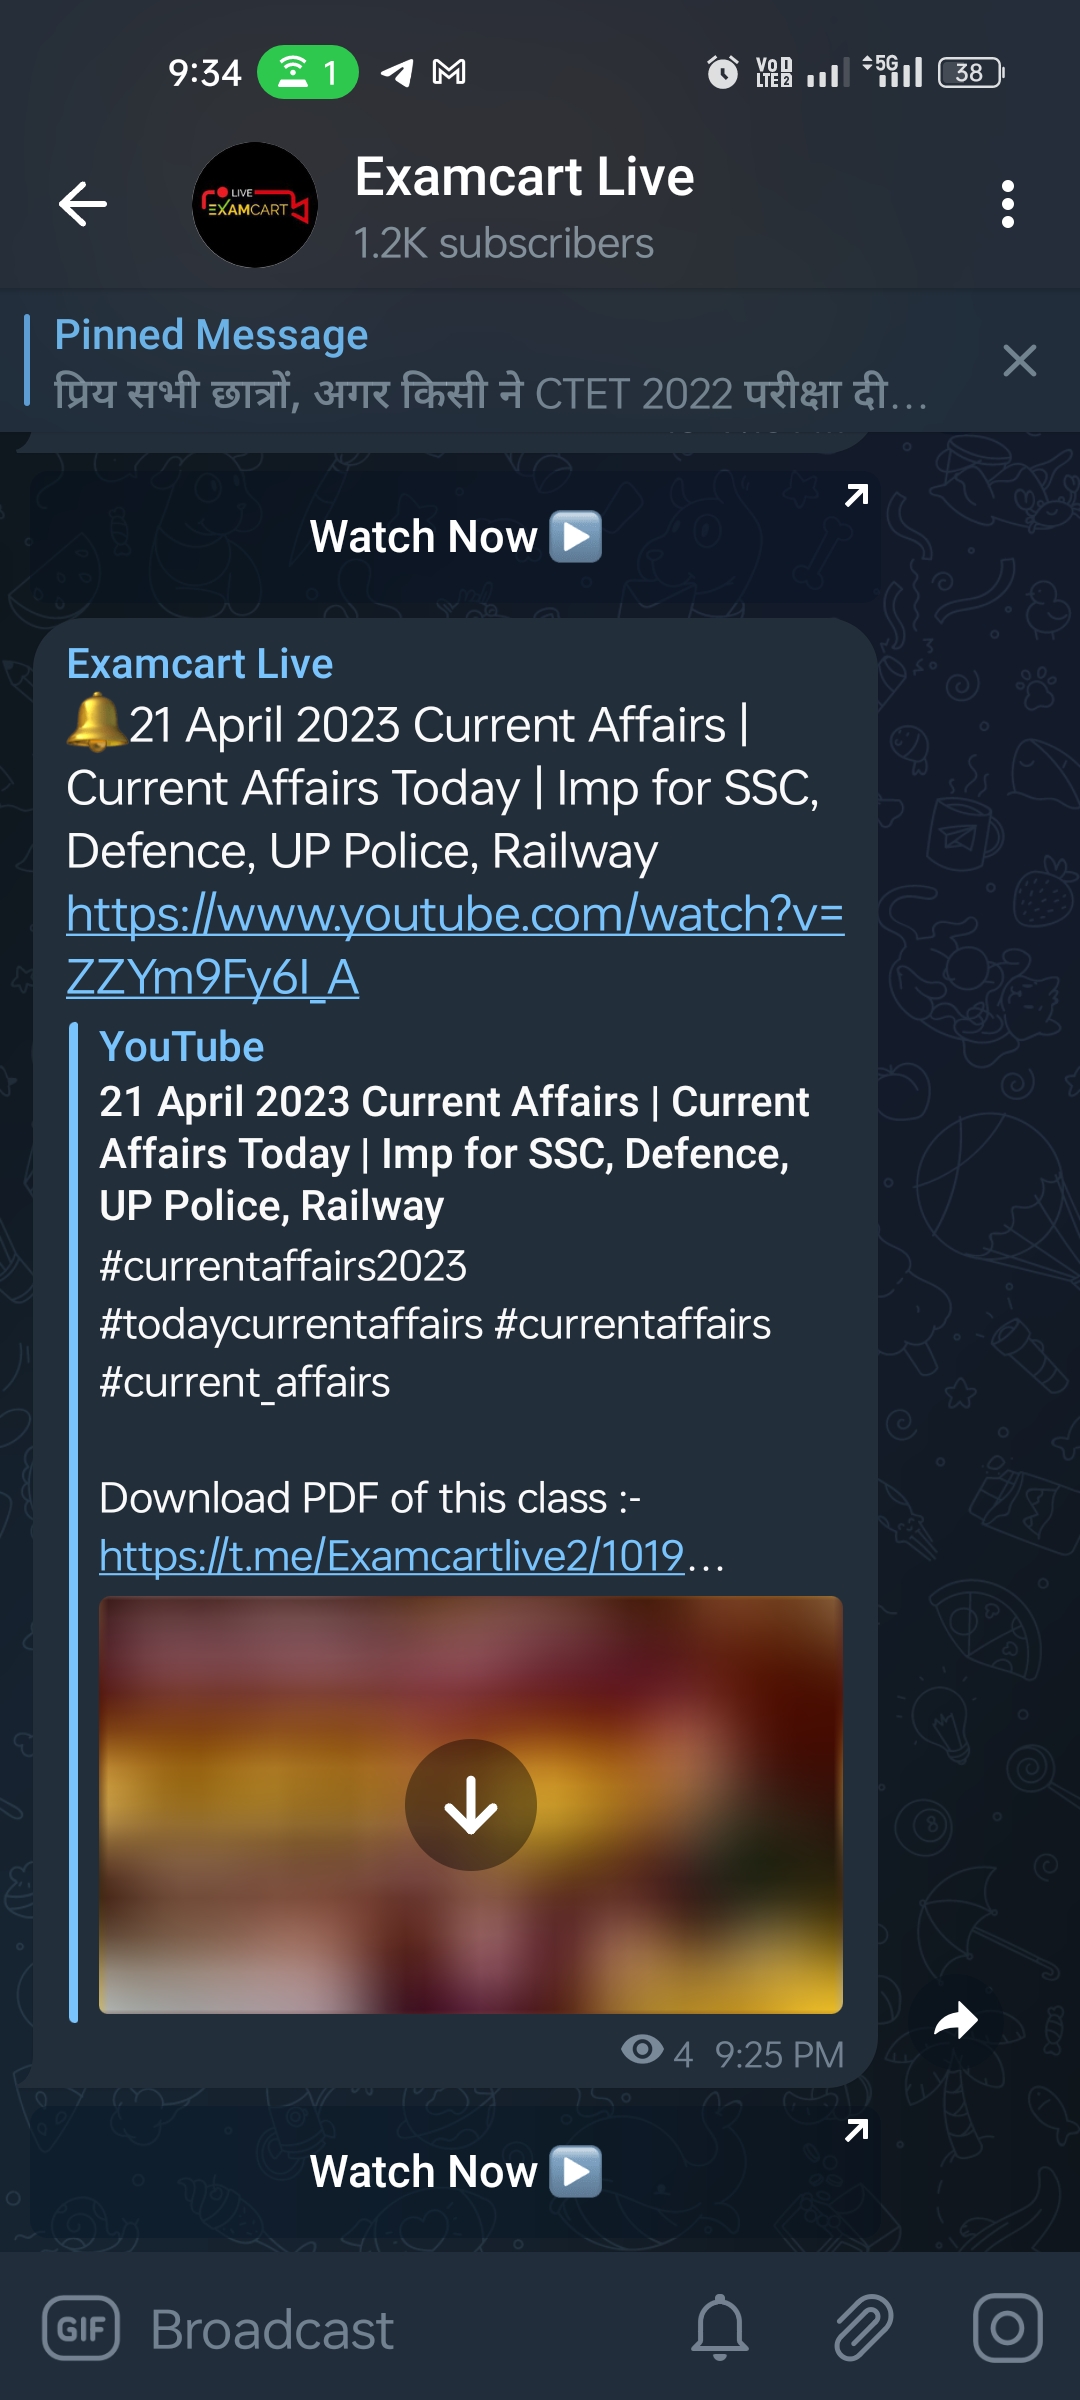 9:34 1 VoD LTE2 5G 38
LIVE
EXAMCART
Examcart Live
1.2K subscribers
Pinned Message
प्रिय सभी छात्रों, अगर किसी ने CTET 2022 परीक्षा दी...
Watch Now
Examcart Live
21 April 2023 Current Affairs |
Current Affairs Today | Imp for SSC,
Defence, UP Police, Railway
https://www.youtube.com/watch?v=
ZZYm9Fy6I_A
YouTube
21 April 2023 Current Affairs | Current
Affairs Today | Imp for SSC, Defence,
UP Police, Railway
#currentaffairs2023
#todaycurrentaffairs #currentaffairs
#current_affairs
Download PDF of this class :-
https://t.me/Examcartlive2/1019...
4 9:25 PM
Watch Now
GIF Broadcast